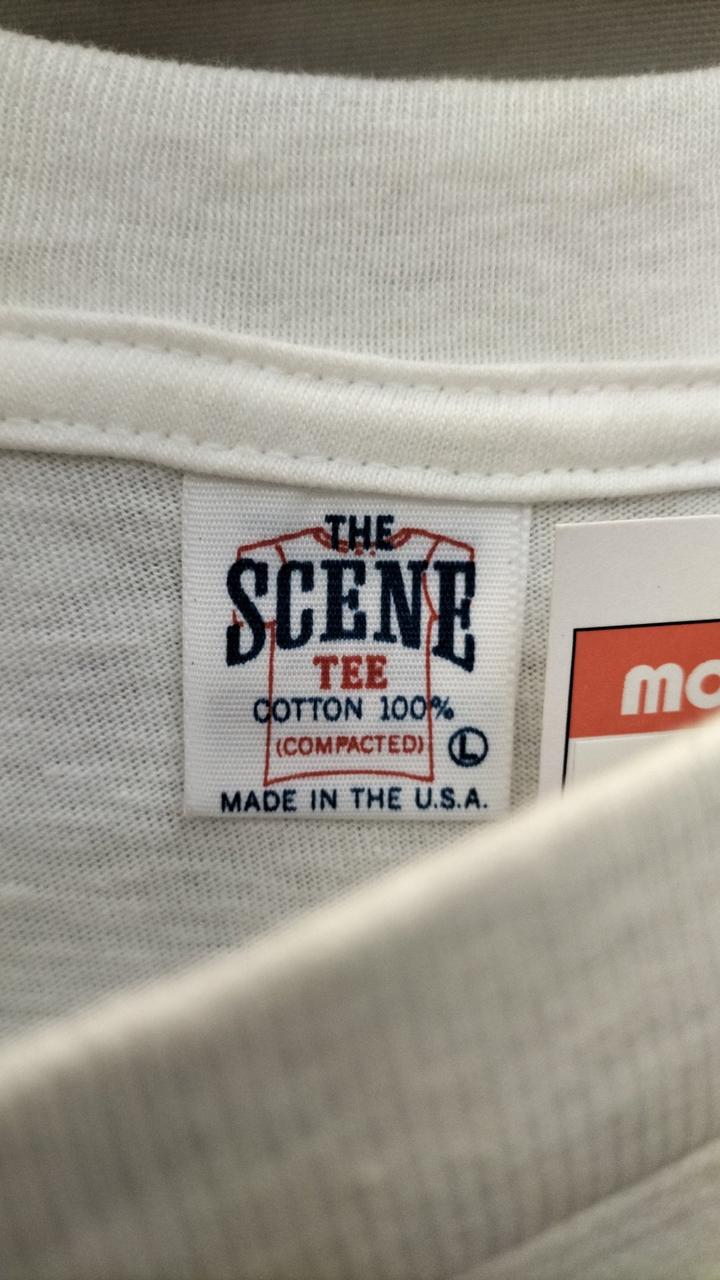 THE
SCENE
TEE
COTTON 100%
(COMPACTED) L
MADE IN THE U.S.A.